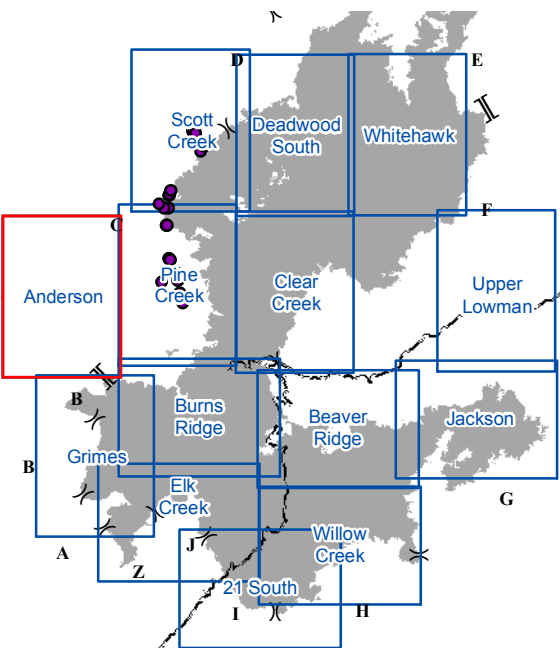 D
E
Scott
Creek
Deadwood
South
Whitehawk
C
F
Anderson
Pine
Creek
Clear
Creek
Upper
Lowman
B
Burns
Ridge
Beaver
Ridge
Jackson
B
Grimes
Elk
Creek
G
A
J
Willow
Creek
Z
21 South
I
H